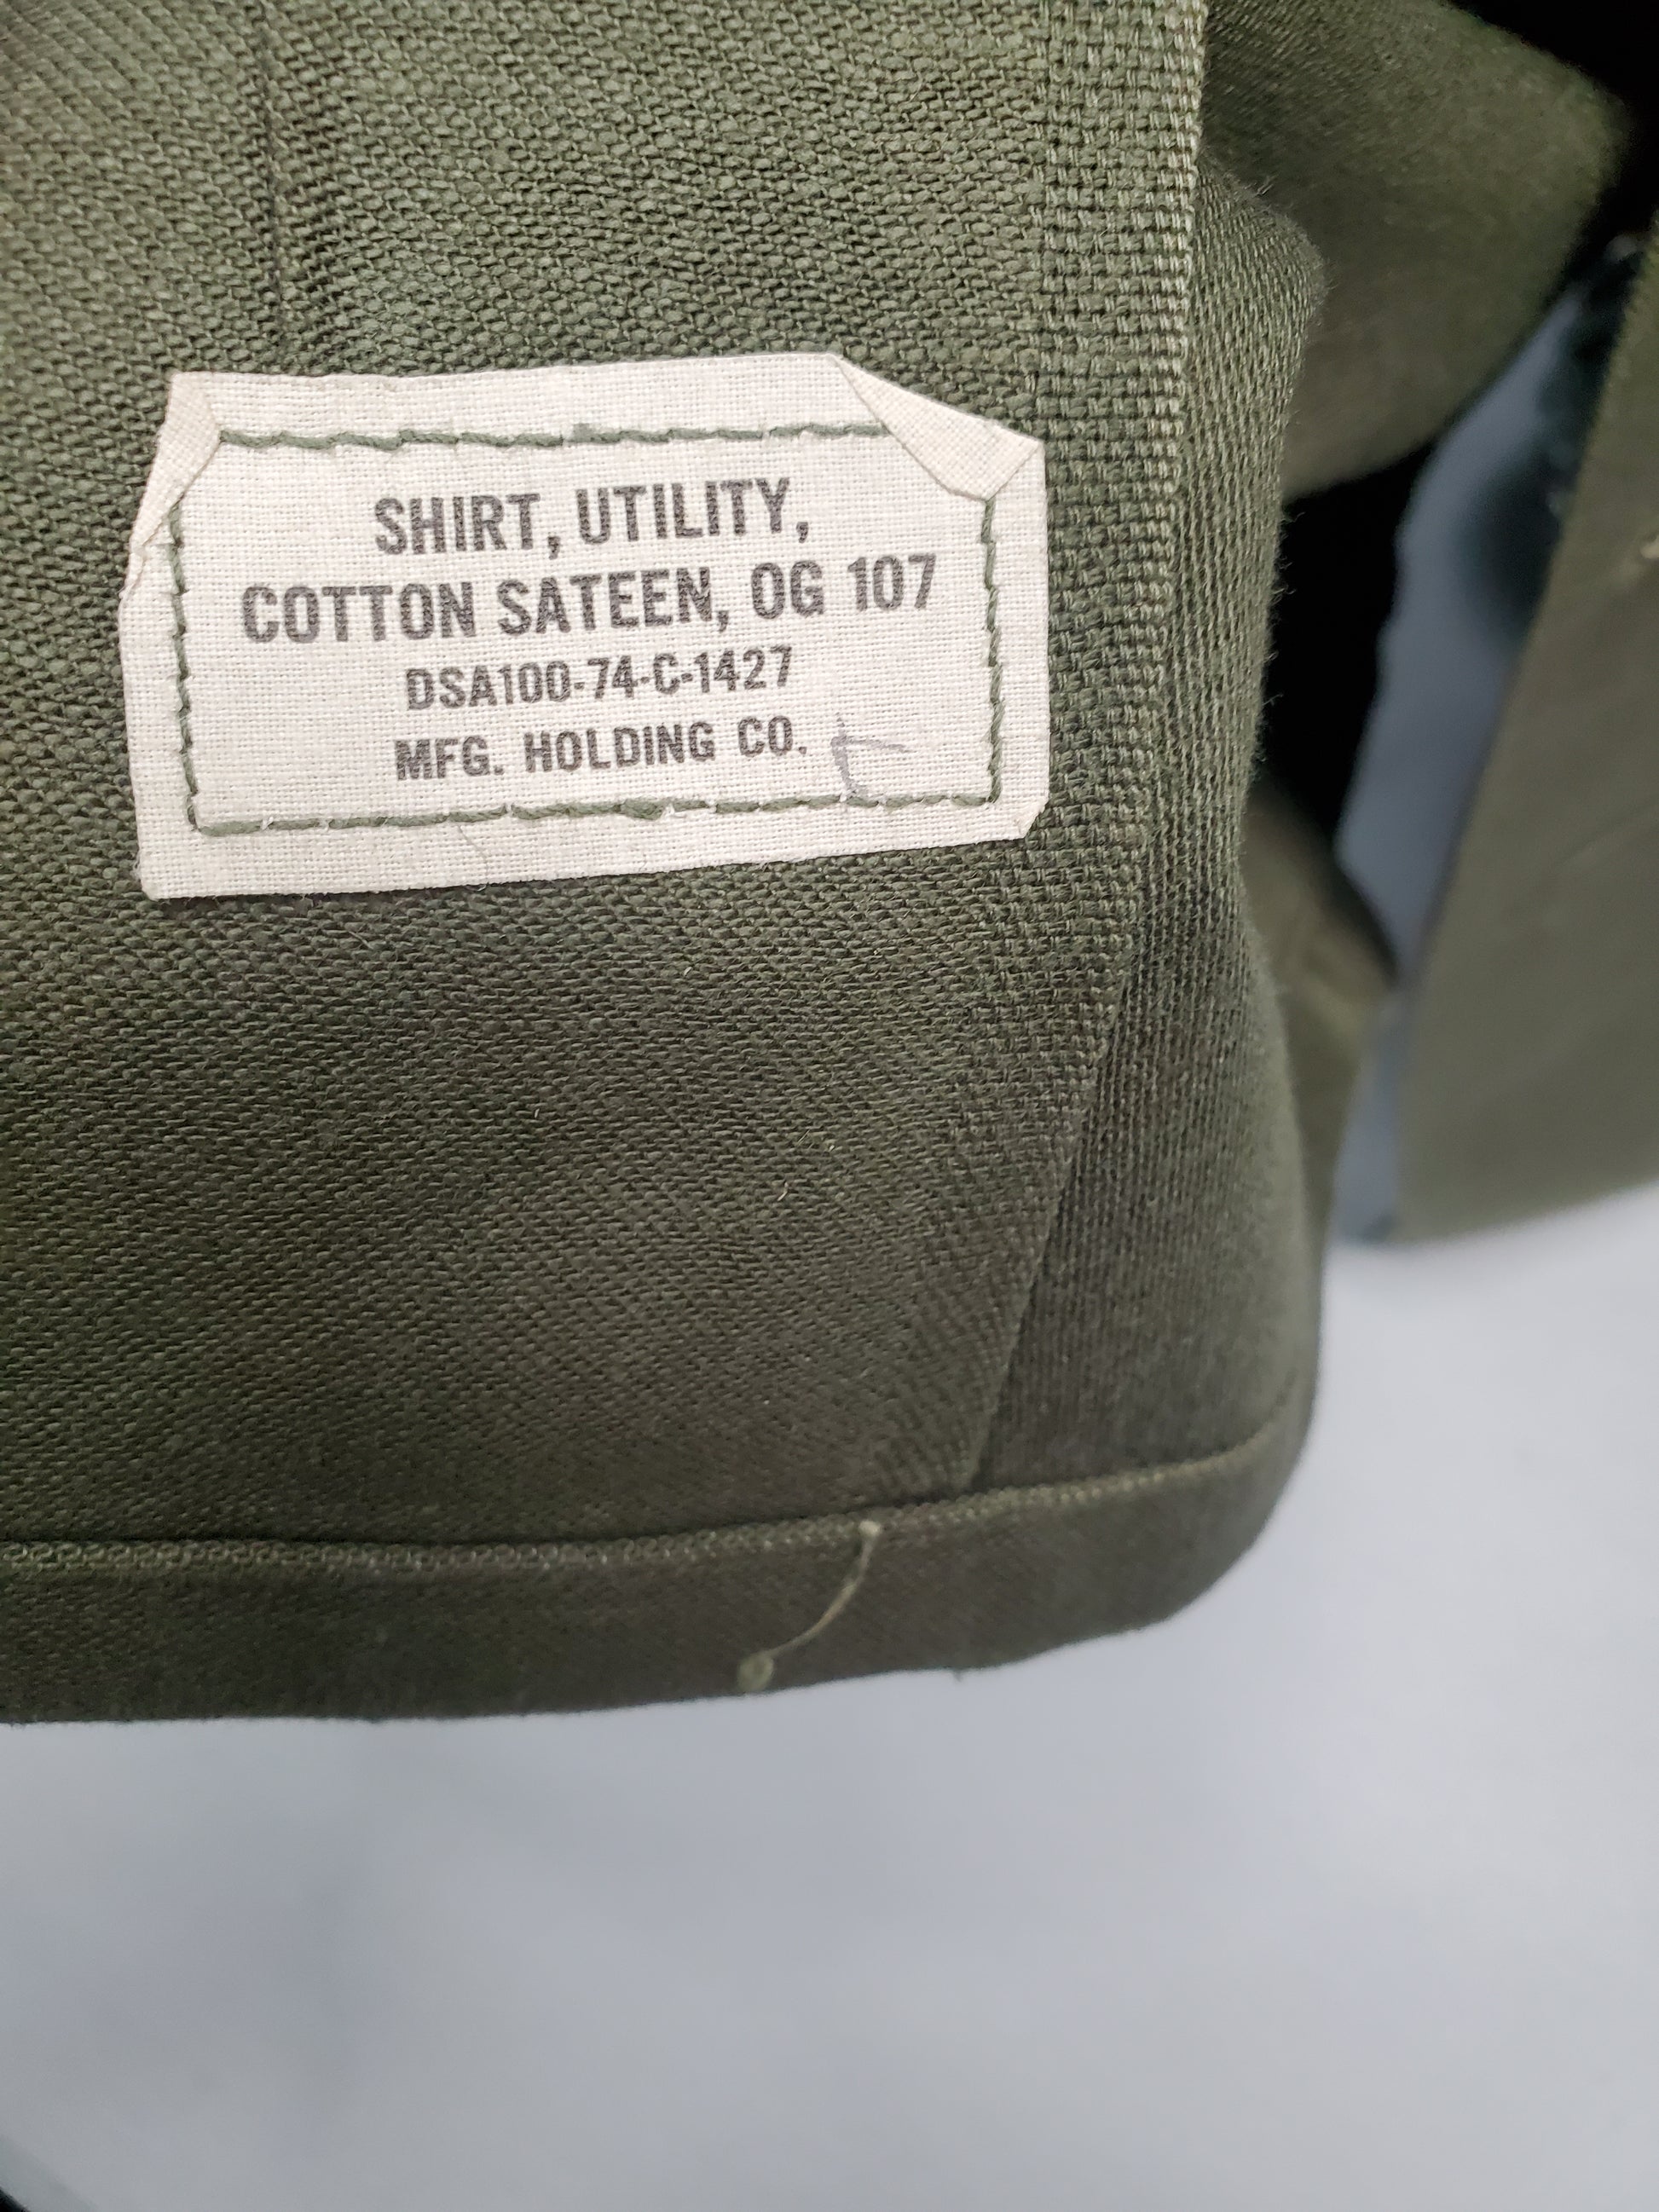 SHIRT, UTILITY,
COTTON SATEEN, OG 107
DSA100-74-C-1427
MFG. HOLDING CO.